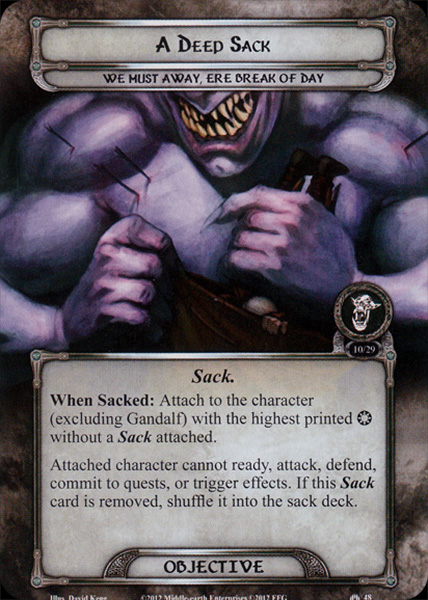 A Deep Sack
We Must Away, Ere Break of Day
10/29
Sack.
When Sacked: Attach to the character
(excluding Gandalf) with the highest printed
without a Sack attached.
Attached character cannot ready, attack, defend,
commit to quests, or trigger effects. If this Sack
card is removed, shuffle it into the sack deck.
Objective
Illus. David Kegg ©2012 Middle-earth Enterprises ©2012 FFG 48